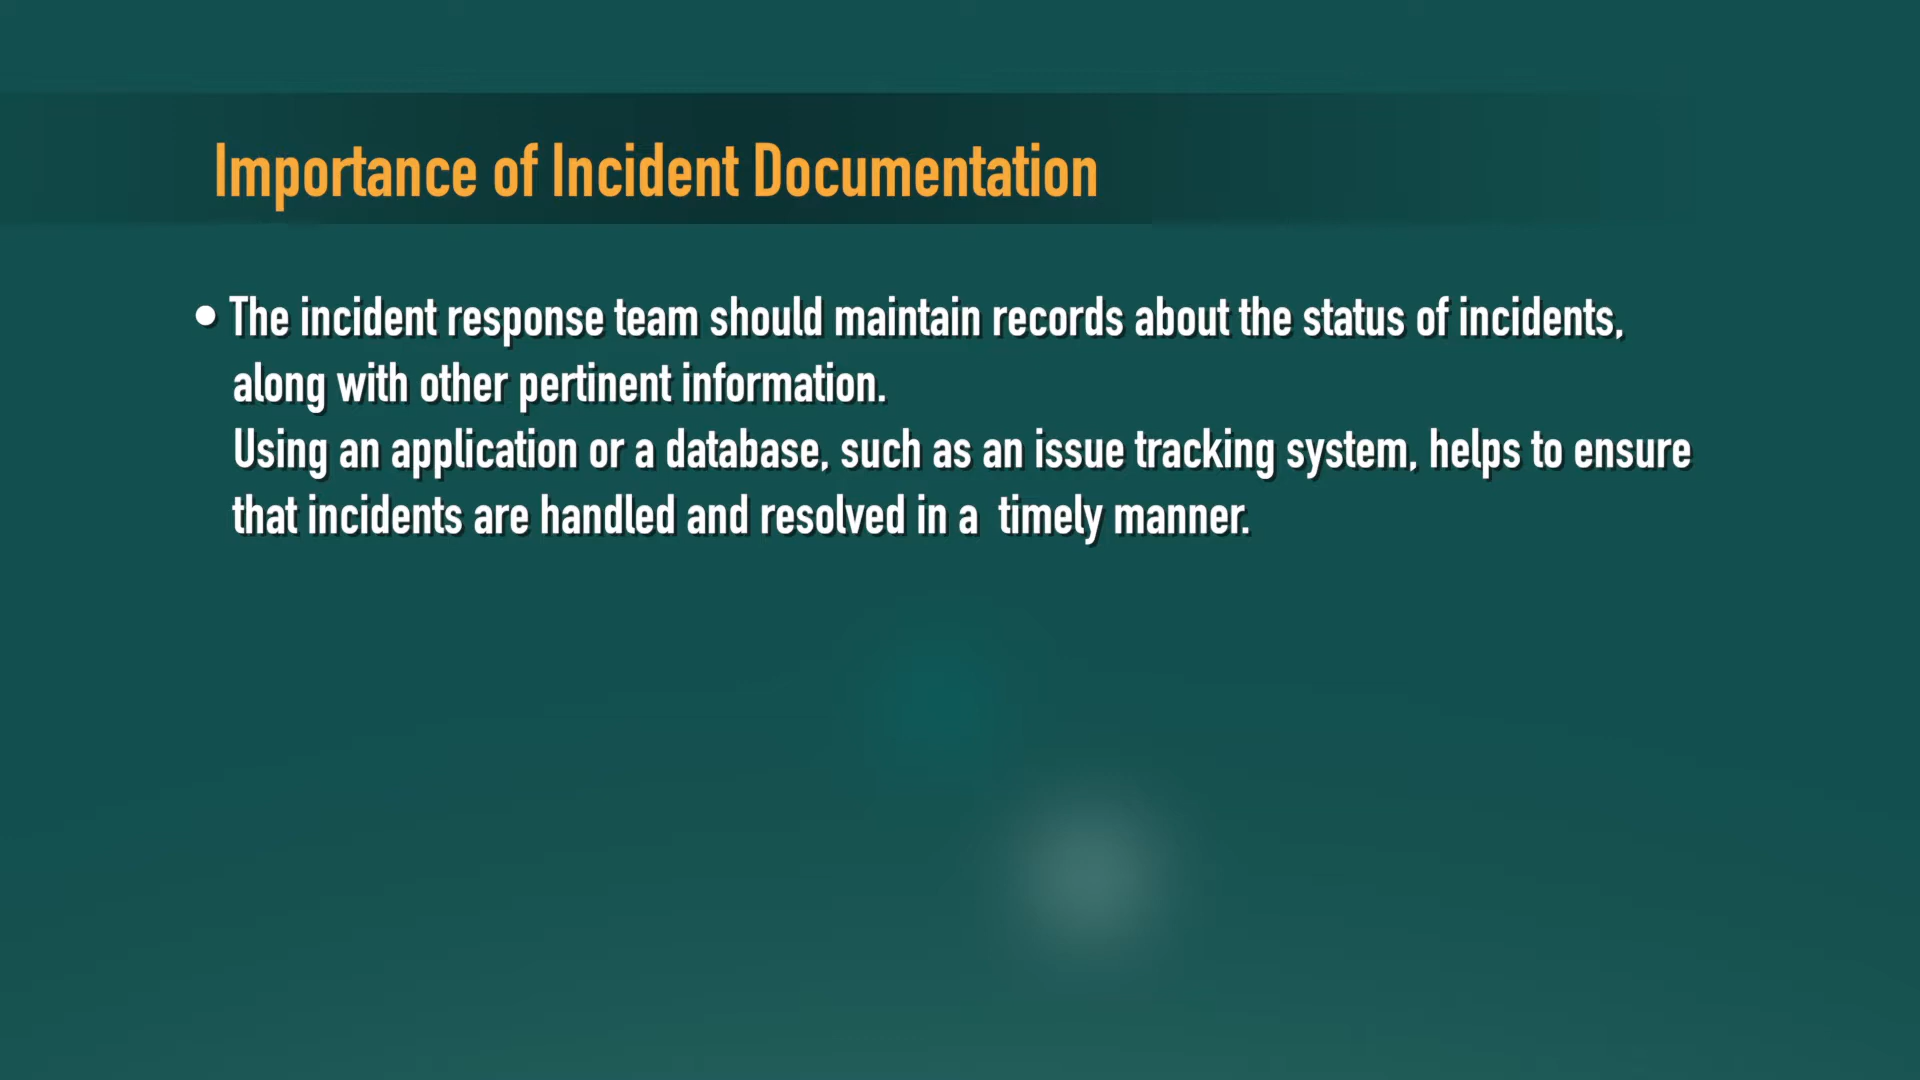 Importance of Incident Documentation
• The incident response team should maintain records about the status of incidents,
along with other pertinent information.
Using an application or a database, such as an issue tracking system, helps to ensure
that incidents are handled and resolved in a  timely manner.